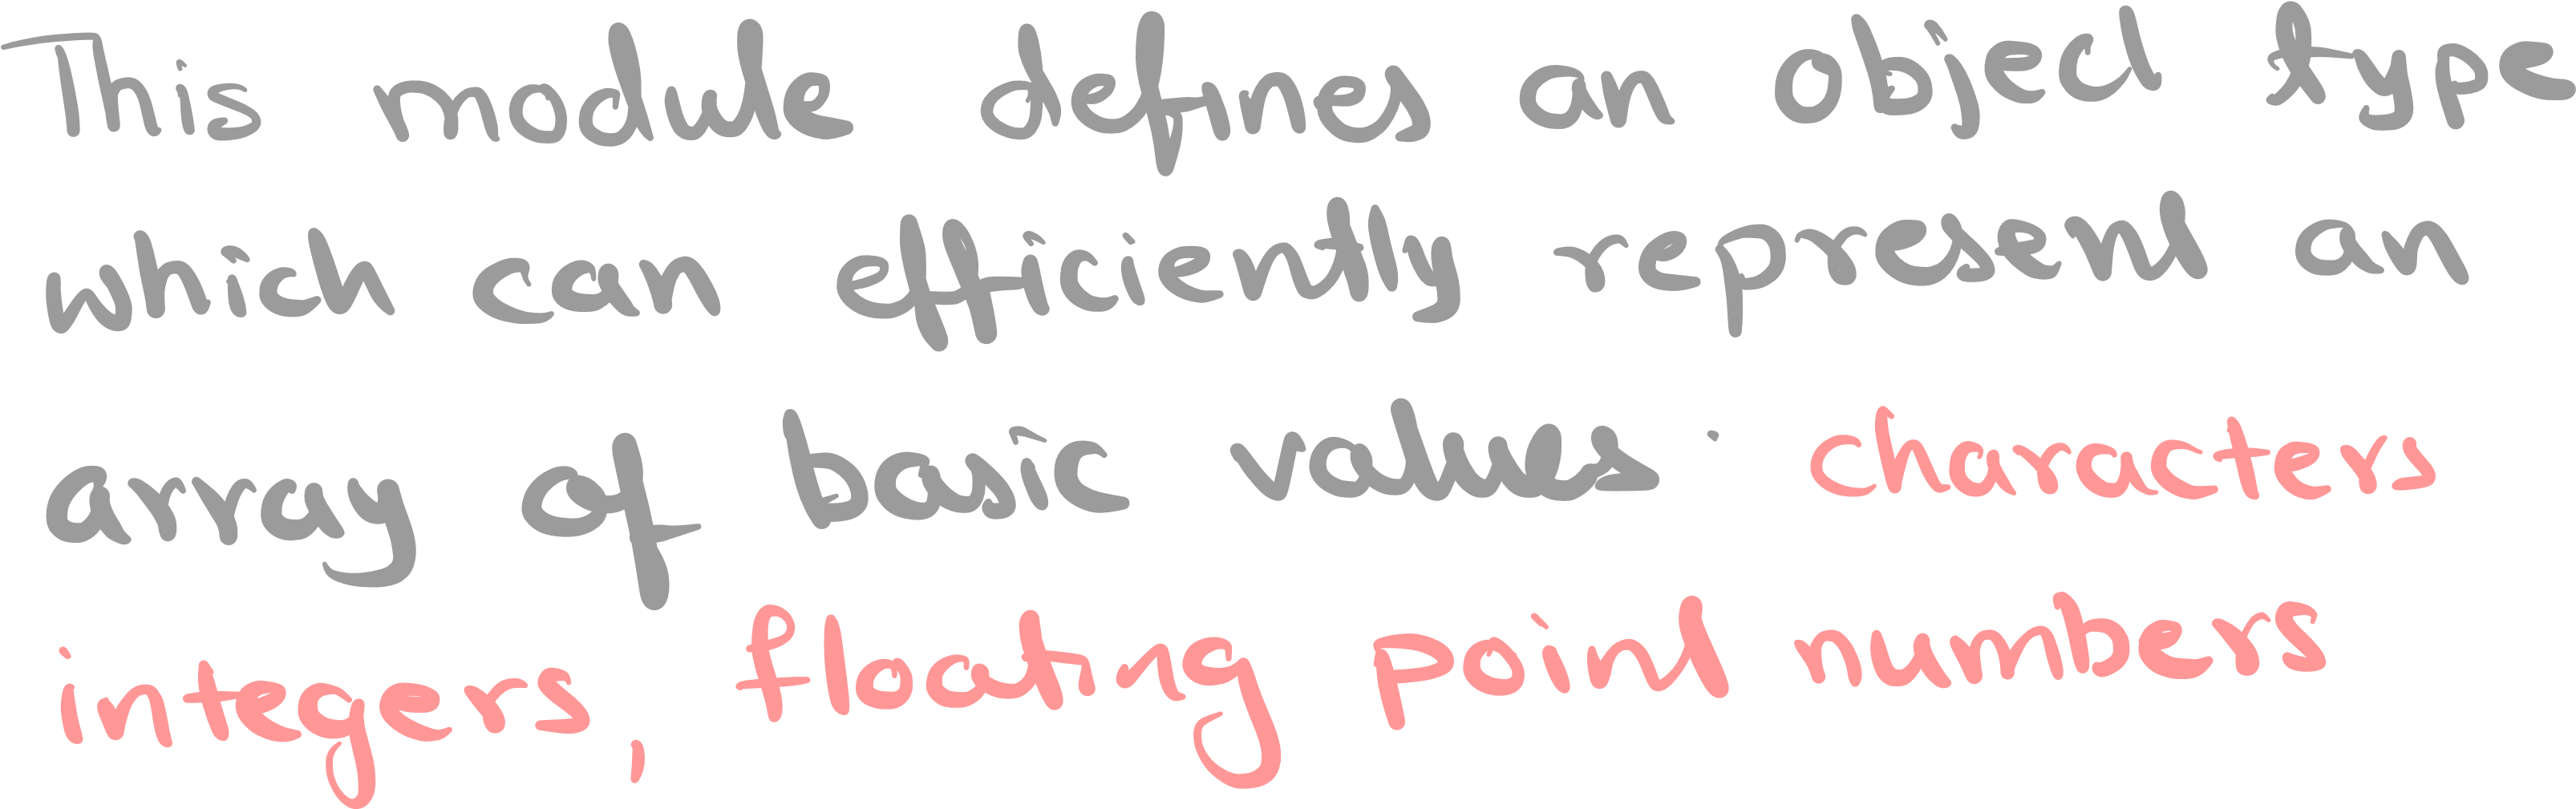 This module defines an object type
which can efficiently represent an
array of basic values. characters
integers, floating point numbers